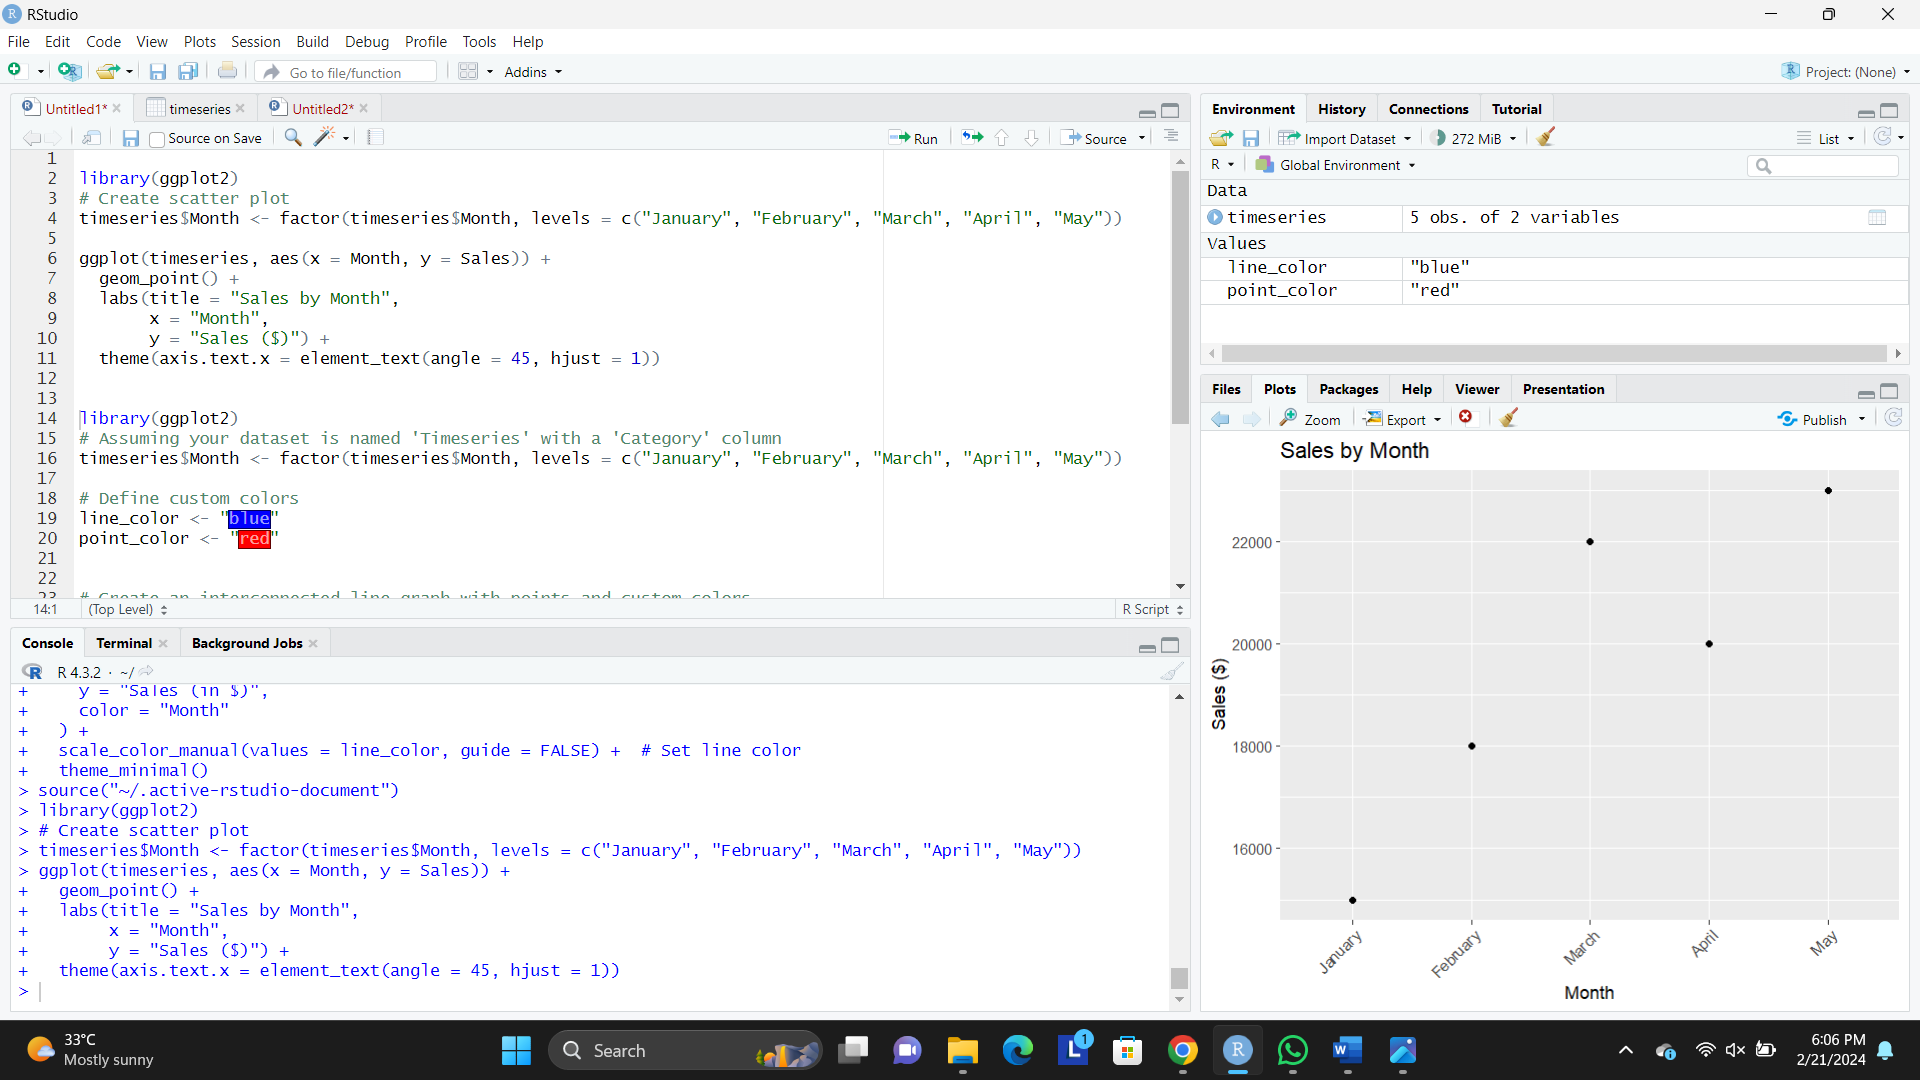 RStudio
File Edit Code View Plots Session Build Debug Profile Tools Help
Go to file/function Addins Project: (None)
Untitled1* timeseries Untitled2*
Source on Save Run Source
1
2 library(ggplot2)
3 # Create scatter plot
4 timeseries$Month <- factor(timeseries$Month, levels = c("January", "February", "March", "April", "May"))
5
6 ggplot(timeseries, aes(x = Month, y = Sales)) +
7 geom_point() +
8 labs(title = "Sales by Month",
9 x = "Month",
10 y = "Sales ($)") +
11 theme(axis.text.x = element_text(angle = 45, hjust = 1))
12
13
14 library(ggplot2)
15 # Assuming your dataset is named 'Timeseries' with a 'Category' column
16 timeseries$Month <- factor(timeseries$Month, levels = c("January", "February", "March", "April", "May"))
17
18 # Define custom colors
19 line_color <- "blue"
20 point_color <- "red"
21
22
23 # Create an interconnected line graph with points and custom colors
14:1 (Top Level) R Script
Console Terminal Background Jobs
R R 4.3.2 · ~/
+ y = "Sales (in $)",
+ color = "Month"
+ ) +
+ scale_color_manual(values = line_color, guide = FALSE) + # Set line color
+ theme_minimal()
> source("~/.active-rstudio-document")
> library(ggplot2)
> # Create scatter plot
> timeseries$Month <- factor(timeseries$Month, levels = c("January", "February", "March", "April", "May"))
> ggplot(timeseries, aes(x = Month, y = Sales)) +
+ geom_point() +
+ labs(title = "Sales by Month",
+ x = "Month",
+ y = "Sales ($)") +
+ theme(axis.text.x = element_text(angle = 45, hjust = 1))
>
Environment History Connections Tutorial
Import Dataset 272 MiB List
R Global Environment
Data
timeseries 5 obs. of 2 variables
Values
line_color "blue"
point_color "red"
Files Plots Packages Help Viewer Presentation
Zoom Export Publish
Sales by Month
22000
20000
18000
16000
Sales ($)
January February March April May
Month
33°C
Mostly sunny
Search
1
6:06 PM
2/21/2024